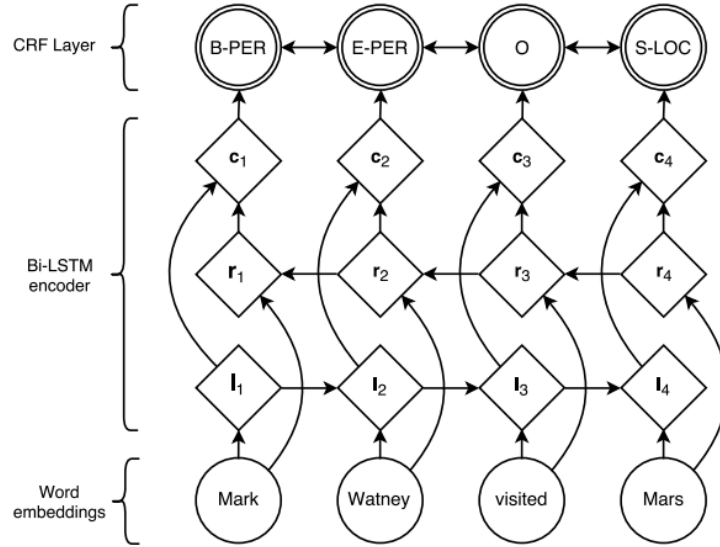 CRF Layer
B-PER
E-PER
O
S-LOC
c1
c2
c3
c4
Bi-LSTM
encoder
r1
r2
r3
r4
l1
l2
l3
l4
Word
embeddings
Mark
Watney
visited
Mars